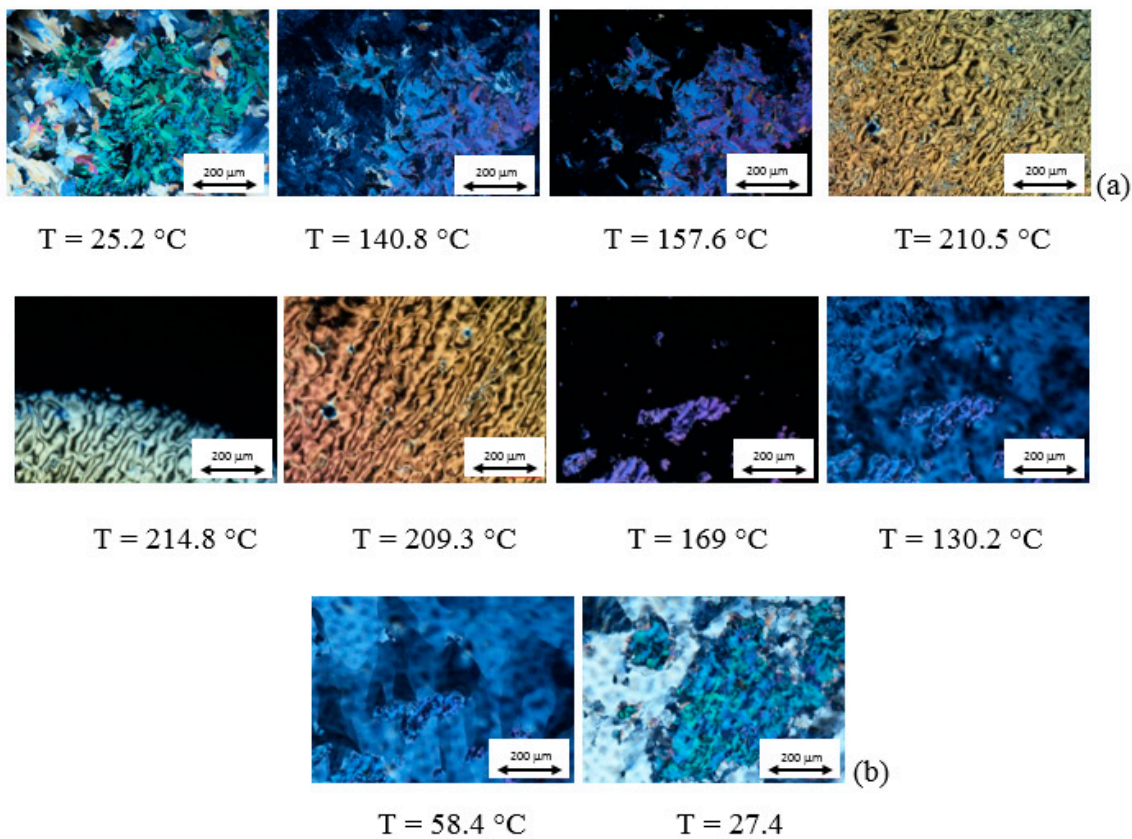 200 µm 200 µm 200 µm 200 µm (a)
T = 25.2 °C T = 140.8 °C T = 157.6 °C T= 210.5 °C
200 µm 200 µm 200 µm 200 µm
T = 214.8 °C T = 209.3 °C T = 169 °C T = 130.2 °C
200 µm 200 µm (b)
T = 58.4 °C T = 27.4